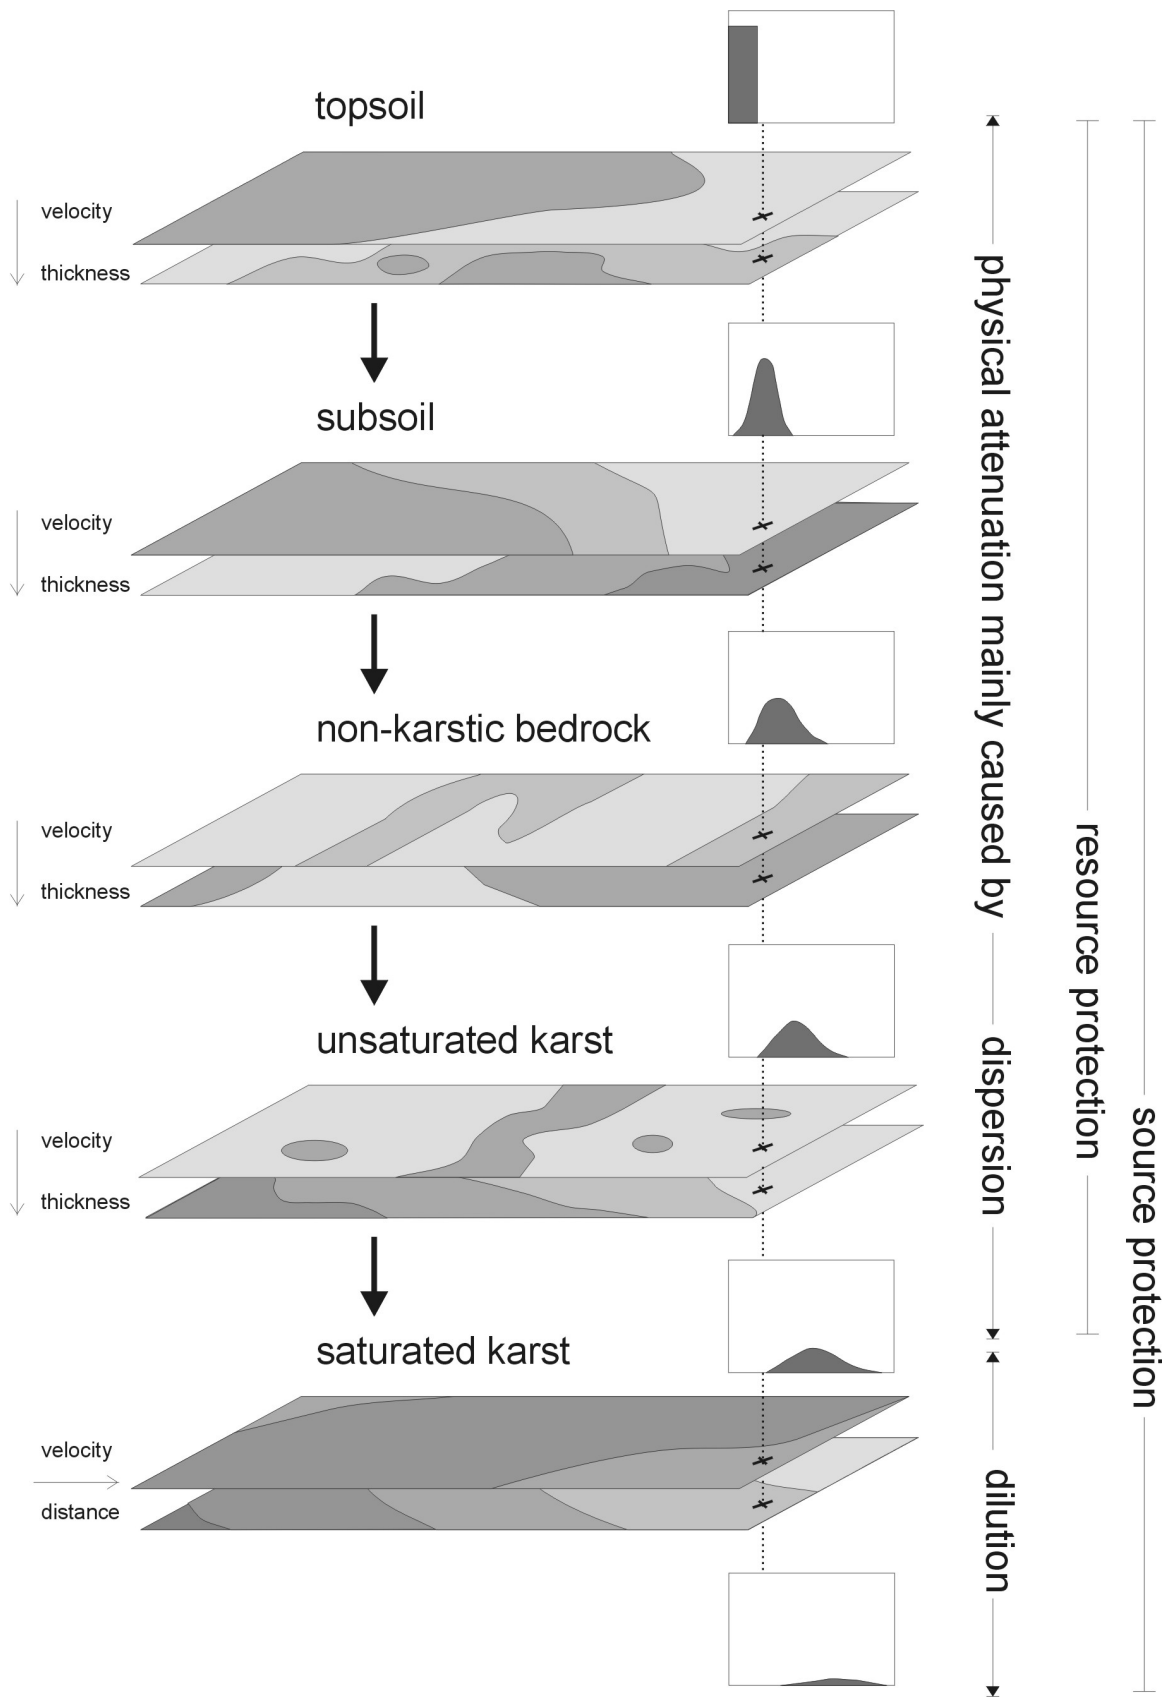 topsoil
velocity
thickness
subsoil
velocity
thickness
non-karstic bedrock
velocity
thickness
unsaturated karst
velocity
thickness
saturated karst
velocity
distance
physical attenuation mainly caused by
dispersion
dilution
resource protection
source protection